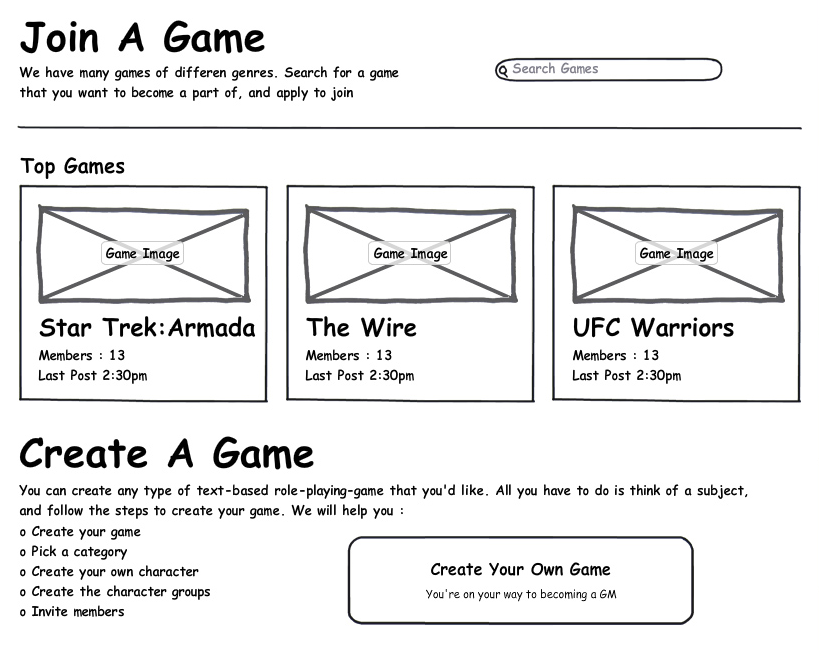 Join A Game
We have many games of differen genres. Search for a game
that you want to become a part of, and apply to join
Search Games
Top Games
Game Image
Star Trek:Armada
Members : 13
Last Post 2:30pm
Game Image
The Wire
Members : 13
Last Post 2:30pm
Game Image
UFC Warriors
Members : 13
Last Post 2:30pm
Create A Game
You can create any type of text-based role-playing-game that you'd like. All you have to do is think of a subject,
and follow the steps to create your game. We will help you :
o Create your game
o Pick a category
o Create your own character
o Create the character groups
o Invite members
Create Your Own Game
You're on your way to becoming a GM